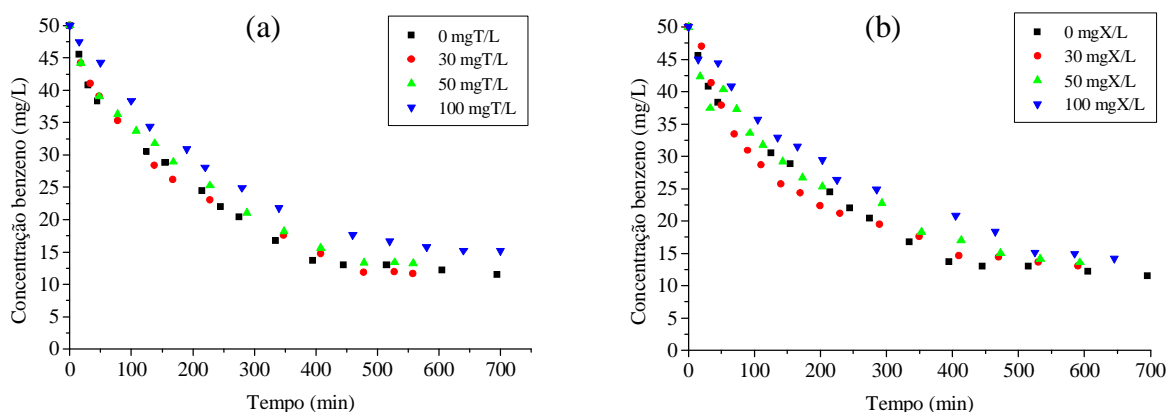 (a)
0 mgT/L
30 mgT/L
50 mgT/L
100 mgT/L
Concentração benzeno (mg/L)
50
45
40
35
30
25
20
15
10
5
0
0 100 200 300 400 500 600 700
Tempo (min)
(b)
0 mgX/L
30 mgX/L
50 mgX/L
100 mgX/L
Concentração benzeno (mg/L)
50
45
40
35
30
25
20
15
10
5
0
0 100 200 300 400 500 600 700
Tempo (min)